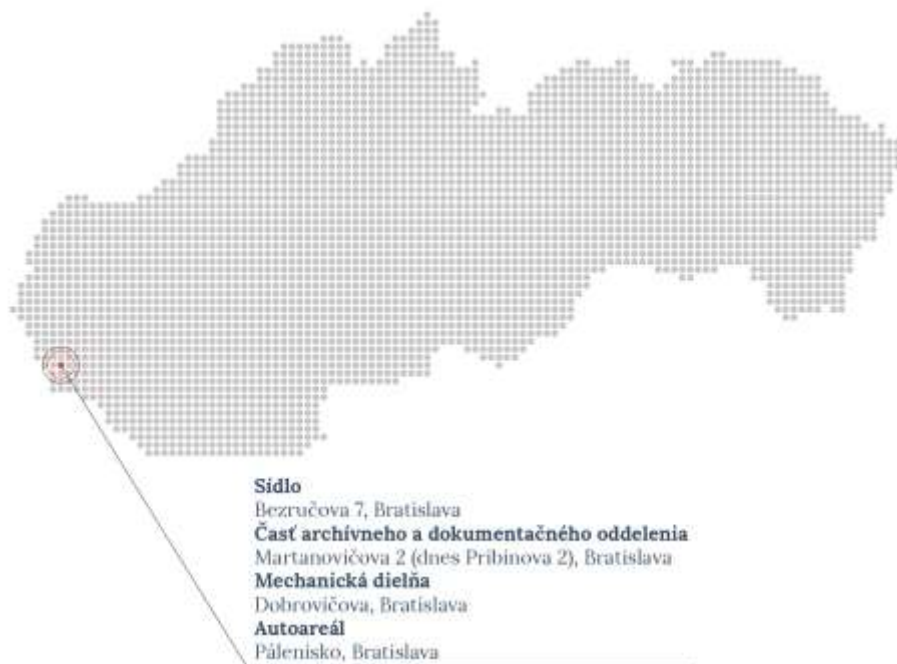 Sídlo
Bezručova 7, Bratislava
Časť archívneho a dokumentačného oddelenia
Martanovičova 2 (dnes Pribinova 2), Bratislava
Mechanická dielňa
Dobrovičova, Bratislava
Autoareál
Pálenisko, Bratislava